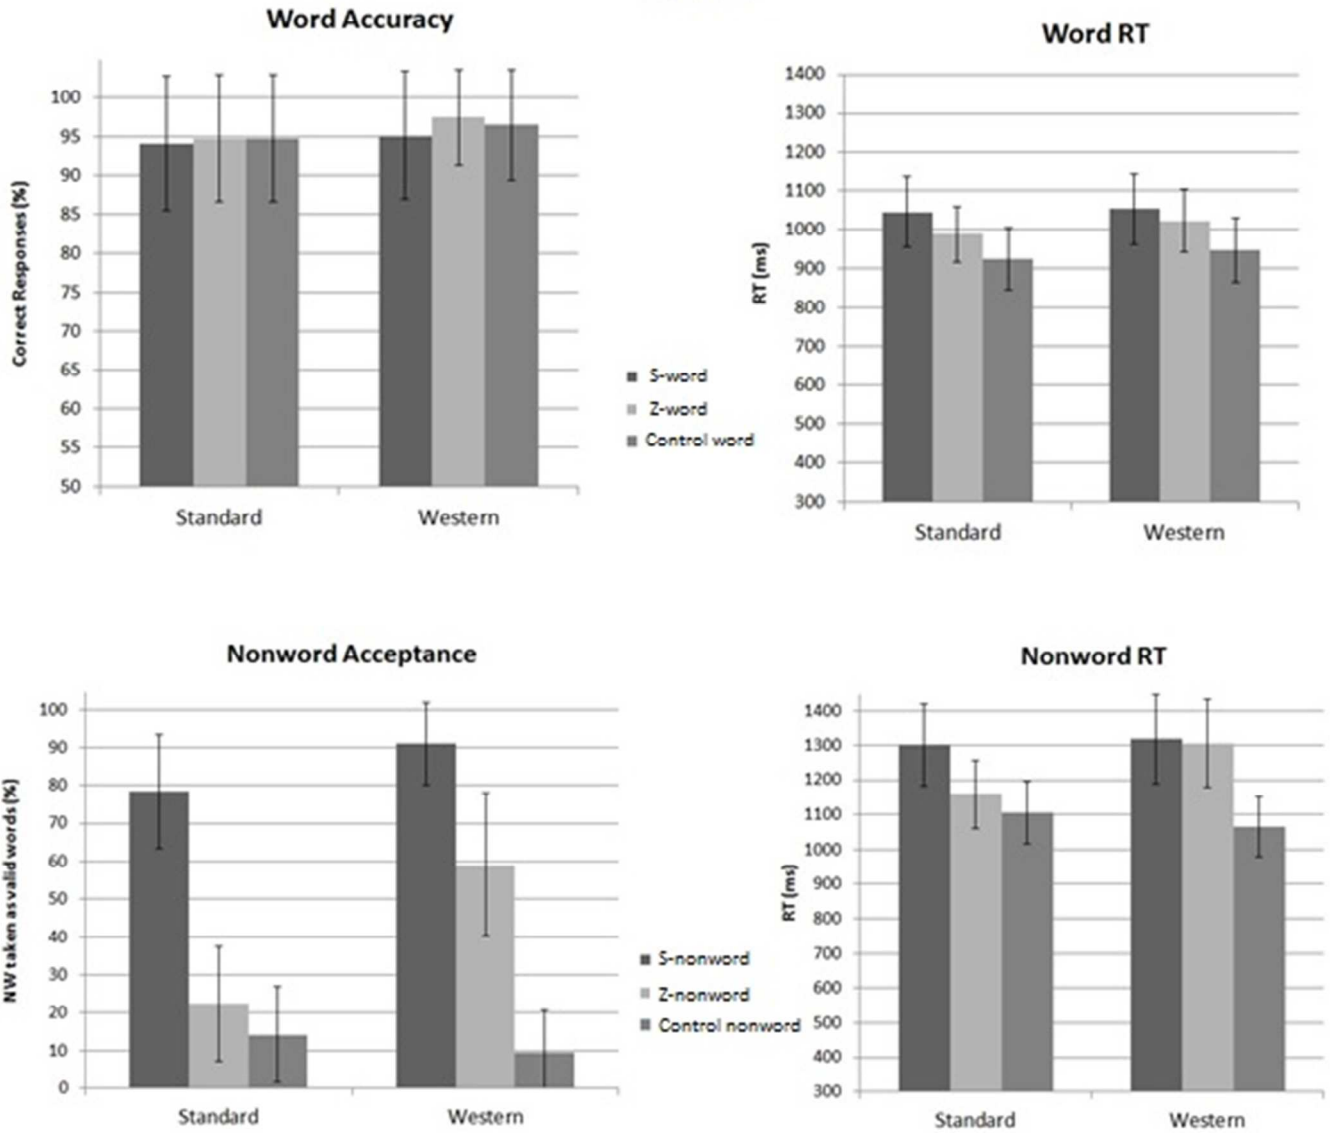 Word Accuracy
Correct Responses (%)
100
95
90
85
80
75
70
65
60
55
50
Standard Western
S-word
Z-word
Control word
Word RT
RT (ms)
1400
1300
1200
1100
1000
900
800
700
600
500
400
300
Standard Western
Nonword Acceptance
NW taken as valid words (%)
100
90
80
70
60
50
40
30
20
10
0
Standard Western
S-nonword
Z-nonword
Control nonword
Nonword RT
RT (ms)
1400
1300
1200
1100
1000
900
800
700
600
500
400
300
Standard Western